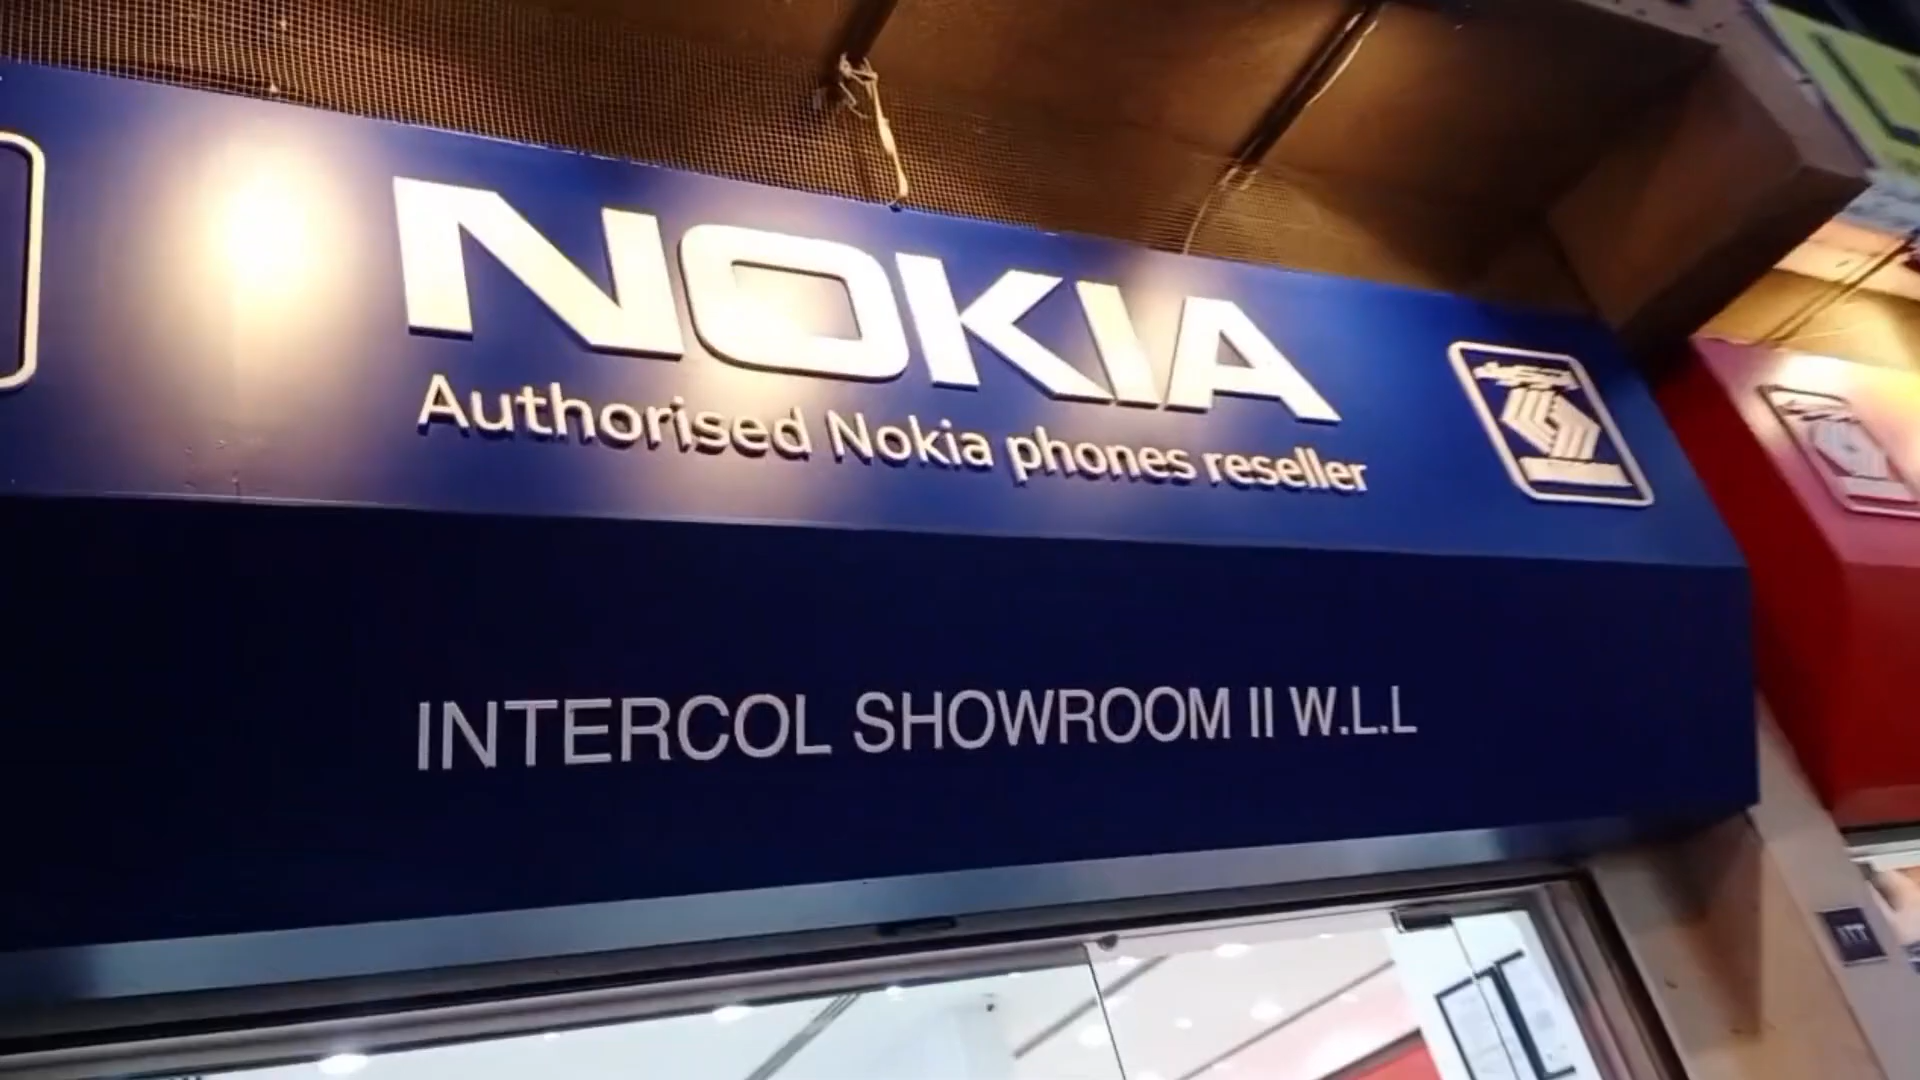 NOKIA
Authorised Nokia phones reseller
INTERCOL SHOWROOM II W.L.L